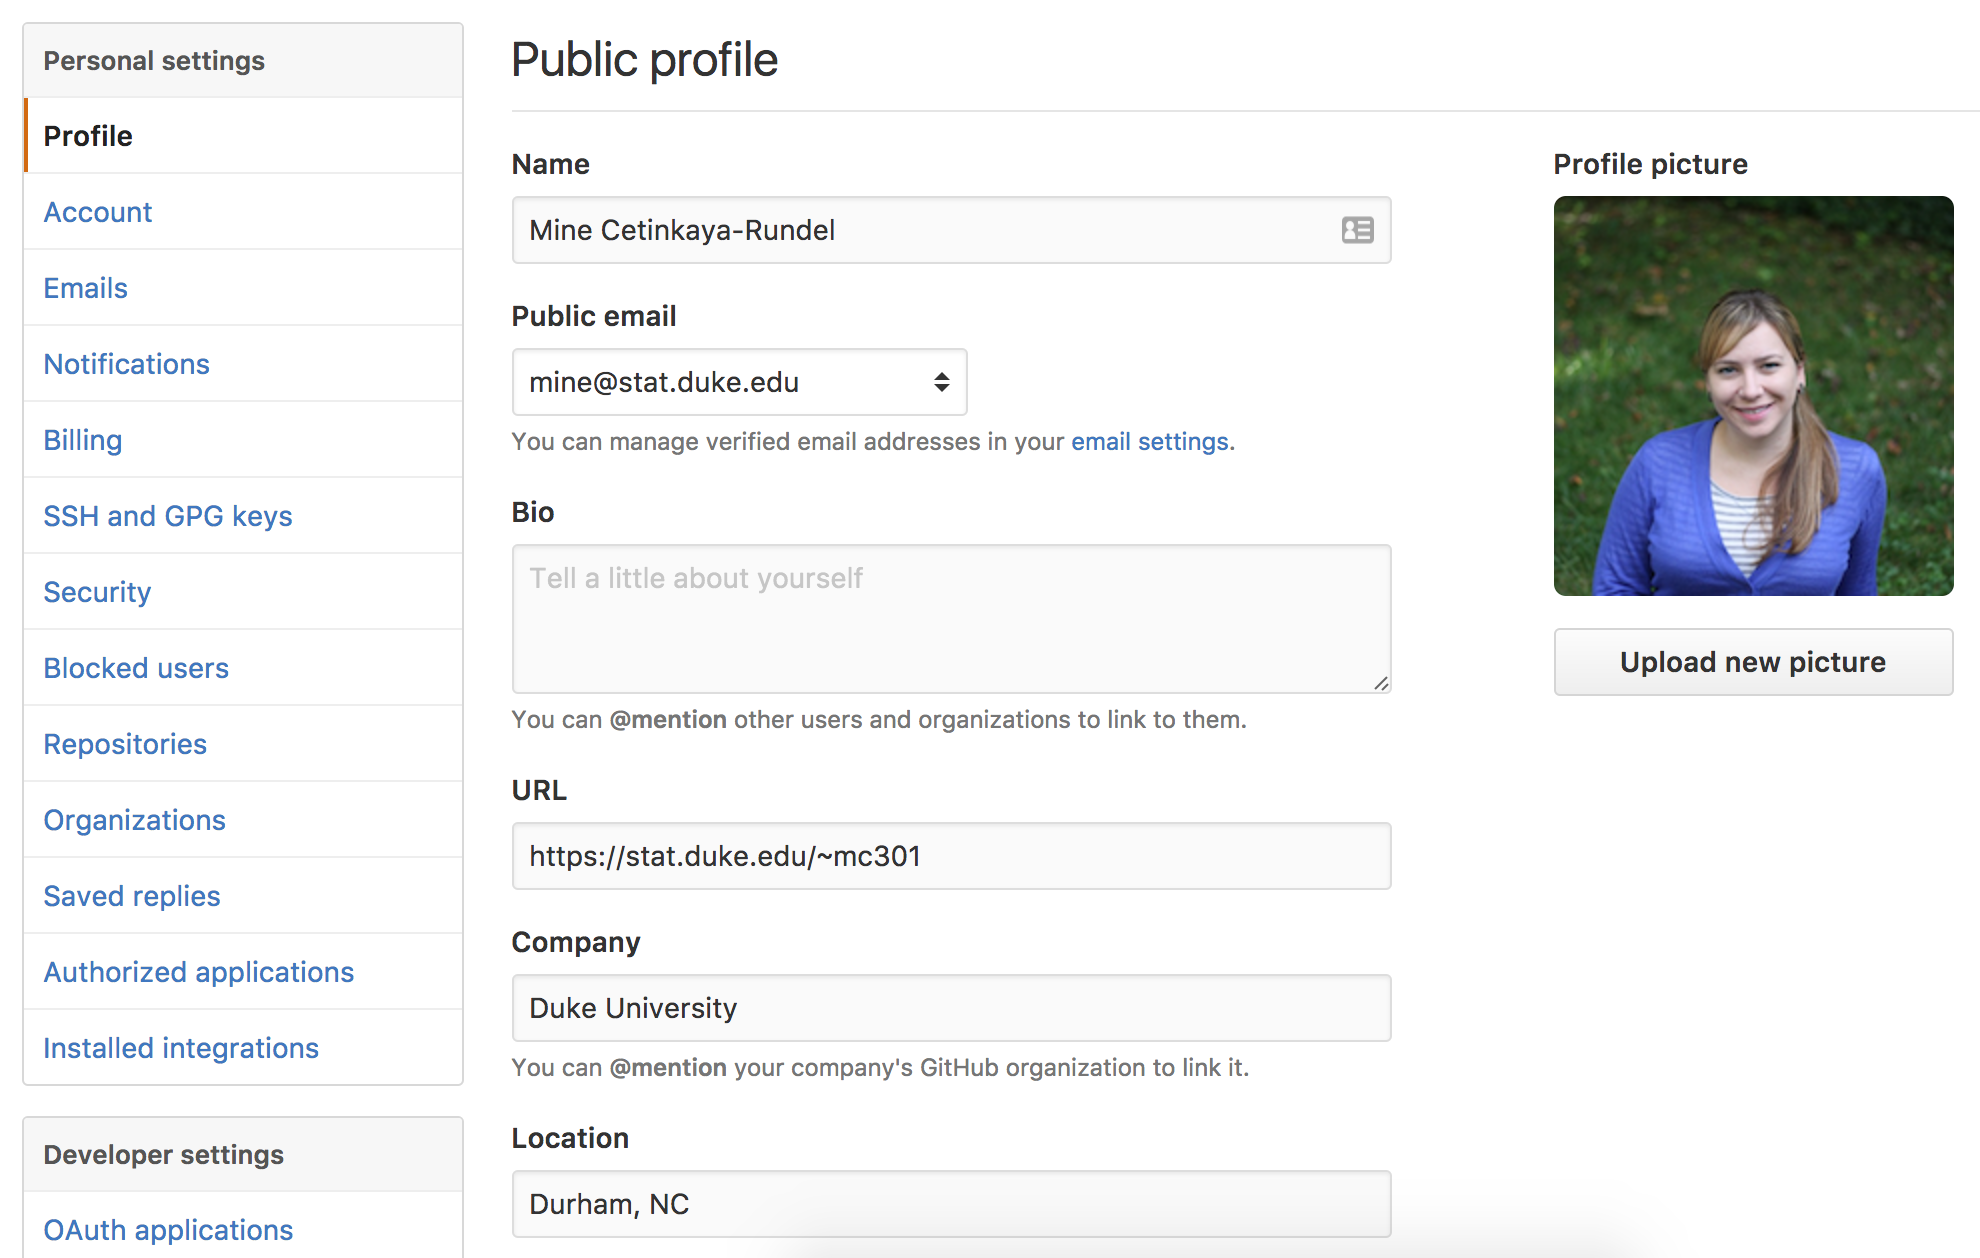 Personal settings
Profile
Account
Emails
Notifications
Billing
SSH and GPG keys
Security
Blocked users
Repositories
Organizations
Saved replies
Authorized applications
Installed integrations
Developer settings
OAuth applications
Public profile
Name
Mine Cetinkaya-Rundel
Public email
mine@stat.duke.edu
You can manage verified email addresses in your email settings.
Bio
Tell a little about yourself
You can @mention other users and organizations to link to them.
URL
https://stat.duke.edu/~mc301
Company
Duke University
You can @mention your company's GitHub organization to link it.
Location
Durham, NC
Profile picture
Upload new picture